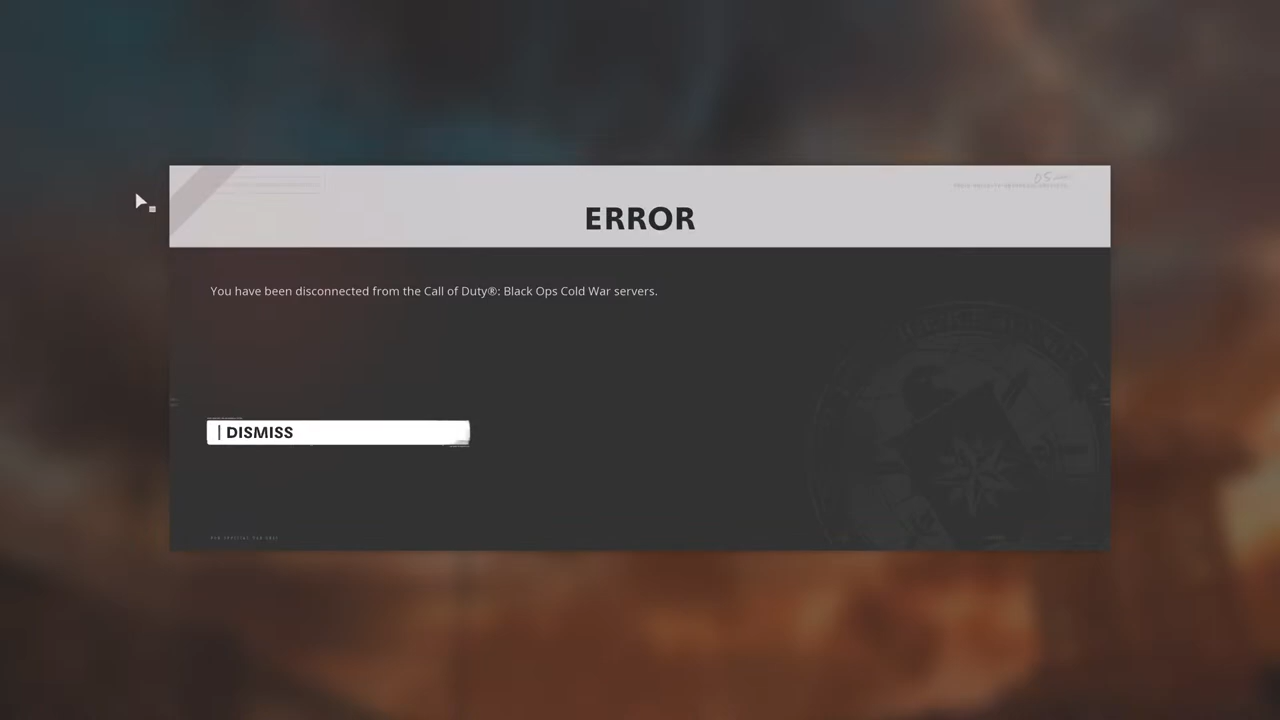 ERROR
You have been disconnected from the Call of Duty®: Black Ops Cold War servers.
| DISMISS